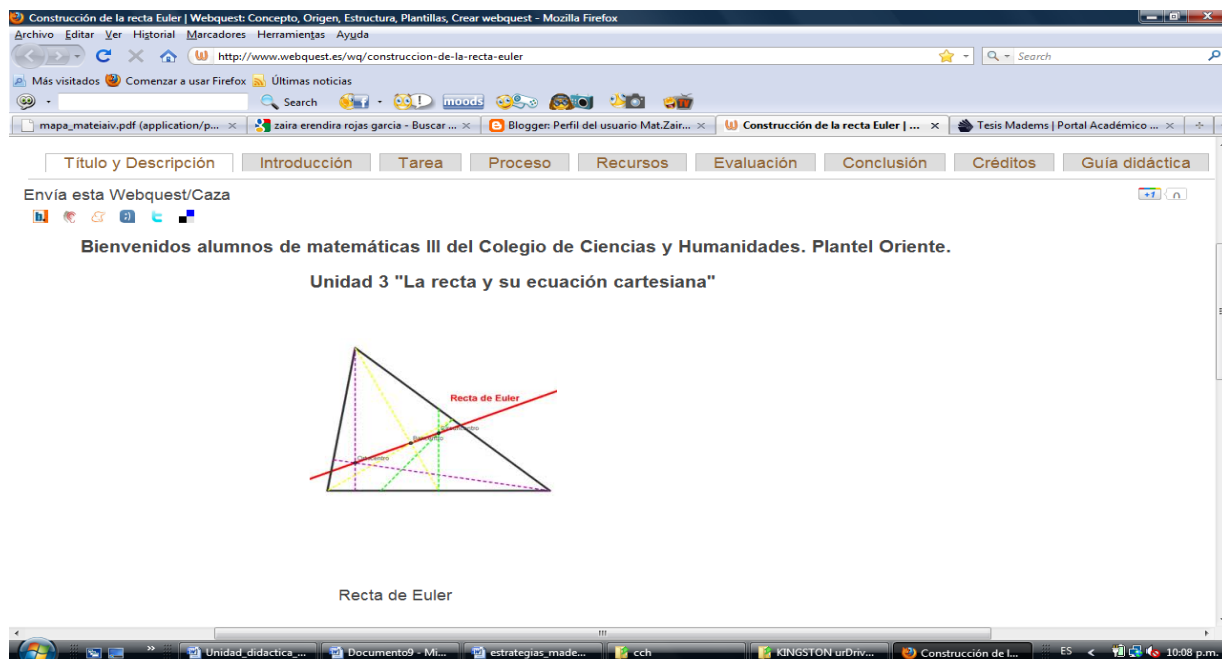 Construcción de la recta Euler | Webquest: Concepto, Origen, Estructura, Plantillas, Crear webquest - Mozilla Firefox
Archivo Editar Ver Historial Marcadores Herramientas Ayuda
http://www.webquest.es/wq/construccion-de-la-recta-euler Search
Más visitados Comenzar a usar Firefox Últimas noticias
Search moods
mapa_mateiaiv.pdf (application/p... zaira erendira rojas garcia - Buscar ... Blogger: Perfil del usuario Mat.Zair... Construcción de la recta Euler | ... Tesis Madems | Portal Académico ...
Título y Descripción Introducción Tarea Proceso Recursos Evaluación Conclusión Créditos Guía didáctica
Envía esta Webquest/Caza
+1
Bienvenidos alumnos de matemáticas III del Colegio de Ciencias y Humanidades. Plantel Oriente.
Unidad 3 "La recta y su ecuación cartesiana"
Recta de Euler
Recta de Euler
Unidad_didactica_... Documento9 - Mi... estrategias_made... cch KINGSTON urDriv... Construcción de l... ES 10:08 p.m.